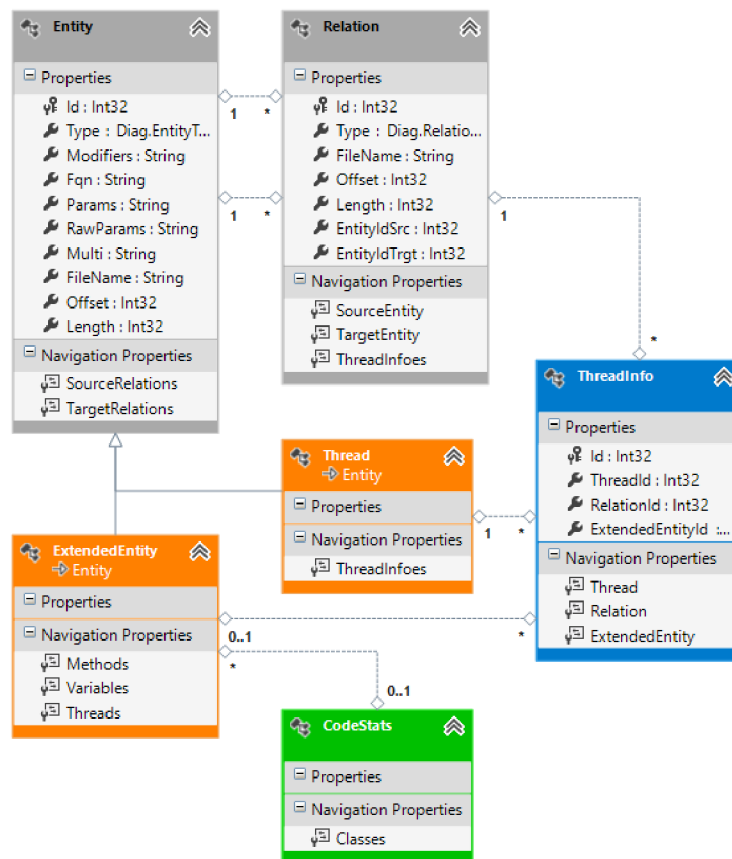 Entity
Properties
Id : Int32
Type : Diag.EntityT...
Modifiers : String
Fqn : String
Params : String
RawParams : String
Multi : String
FileName : String
Offset : Int32
Length : Int32
Navigation Properties
SourceRelations
TargetRelations
1
*
1
*
Relation
Properties
Id : Int32
Type : Diag.Relatio...
FileName : String
Offset : Int32
Length : Int32
EntityIdSrc : Int32
EntityIdTrgt : Int32
Navigation Properties
SourceEntity
TargetEntity
ThreadInfoes
1
*
ThreadInfo
Properties
Id : Int32
ThreadId : Int32
RelationId : Int32
ExtendedEntityId :...
Navigation Properties
Thread
Relation
ExtendedEntity
Thread
Entity
Properties
Navigation Properties
ThreadInfoes
1
*
ExtendedEntity
Entity
Properties
Navigation Properties
Methods
Variables
Threads
0..1
*
*
0..1
CodeStats
Properties
Navigation Properties
Classes